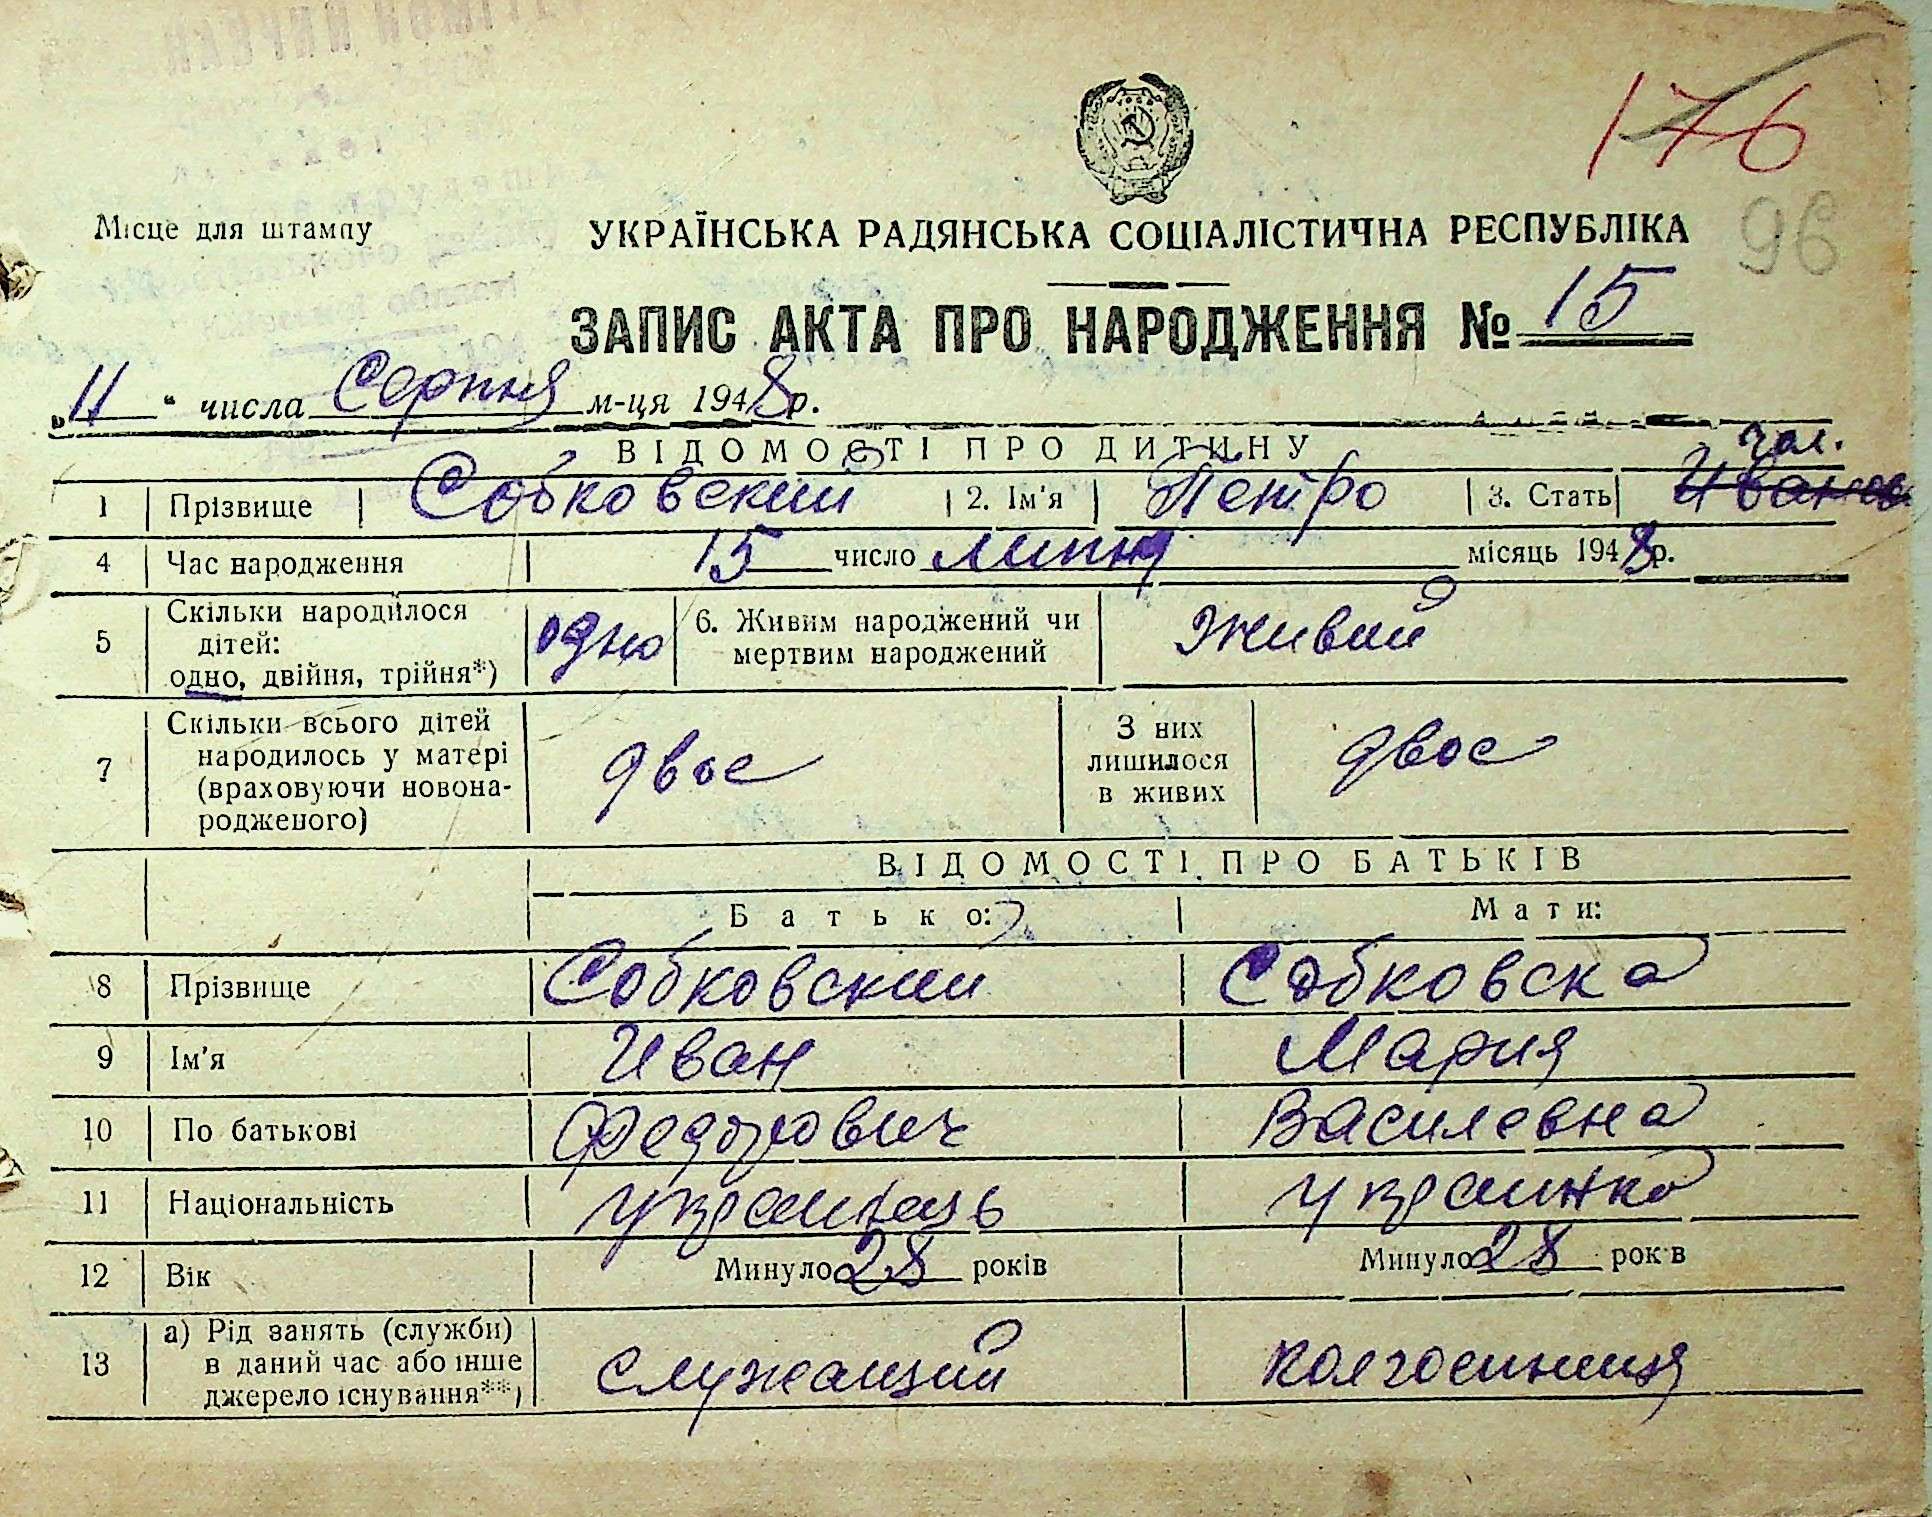 176
96
Місце для штампу
УКРАЇНСЬКА РАДЯНСЬКА СОЦІАЛІСТИЧНА РЕСПУБЛІКА
ЗАПИС АКТА ПРО НАРОДЖЕННЯ № 15
„11“ числа Серпня м-ця 1948 р.
ВІДОМОСТІ ПРО ДИТИНУ
чол.
1 Прізвище Собковский 2. Ім'я Петро 3. Стать
4 Час народження 15 число липня місяць 1948 р.
5 Скільки народилося дітей: одно, двійня, трійня*) одно 6. Живим народжений чи мертвим народжений Живий
7 Скільки всього дітей народилось у матері (враховуючи новонародженого) двое З них лишилося в живих двое
ВІДОМОСТІ ПРО БАТЬКІВ
Батько: Мати:
8 Прізвище Собковский Собковска
9 Ім'я Иван Мария
10 По батькові Федорович Василевна
11 Національність украинець украинка
12 Вік Минуло 28 років Минуло 28 рок в
13 а) Рід занять (служби) в даний час або інше джерело існування**) служащий колгосниця